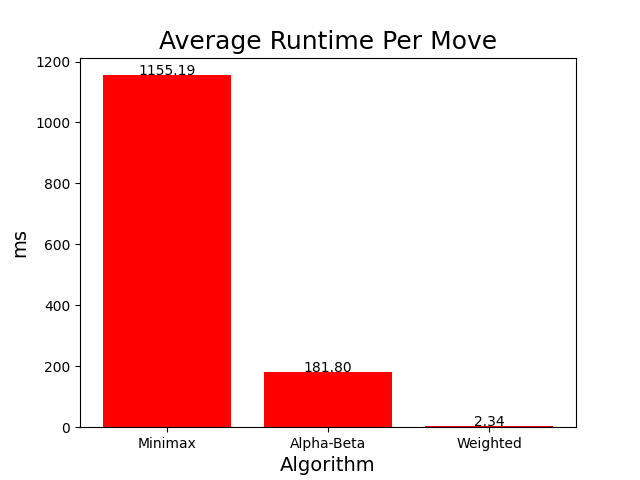 Average Runtime Per Move
1200
1000
800
600
400
200
0
ms
1155.19
181.80
2.34
Minimax
Alpha-Beta
Weighted
Algorithm